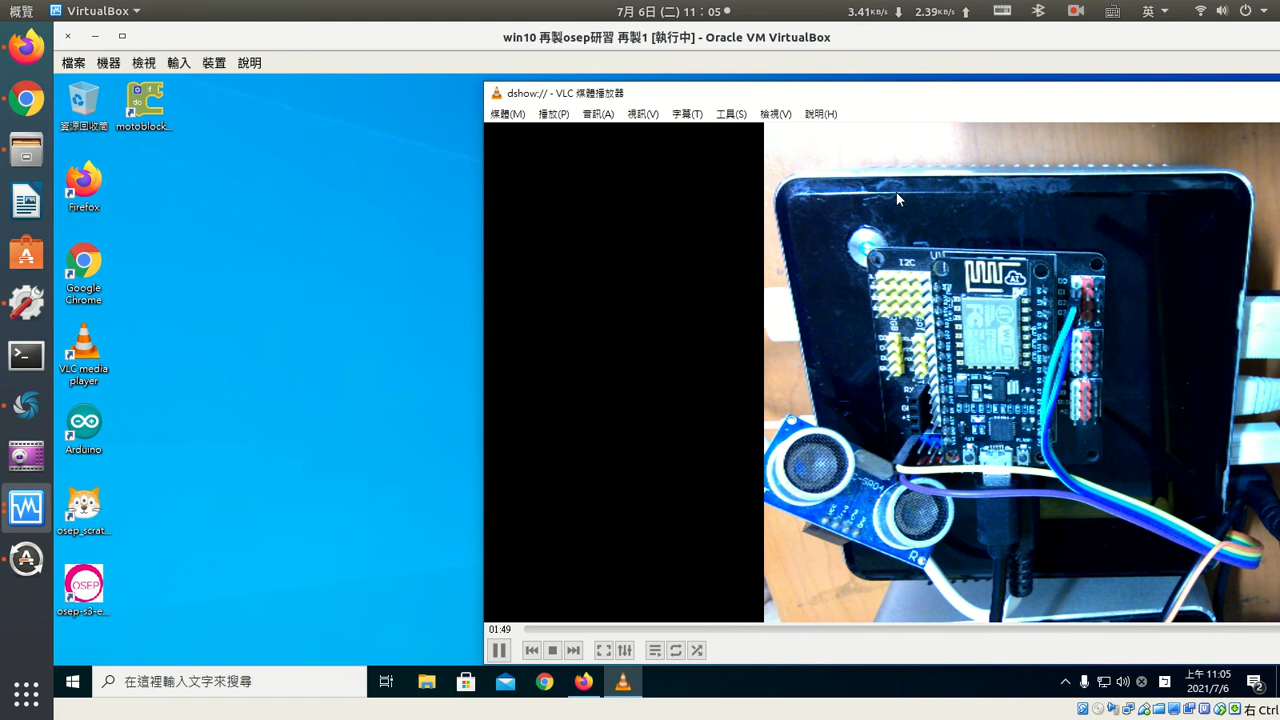 概覽 VirtualBox 7月 6日 (二) 11：05 3.41KB/s 2.39KB/s 英
win10 再製osep研習 再製1 [執行中] - Oracle VM VirtualBox
檔案 機器 檢視 輸入 裝置 說明
資源回收筒 motoblock...
Firefox
Google
Chrome
VLC media
player
Arduino
osep_scrat...
OSEP
osep-s3-e...
dshow:// - VLC 媒體播放器
媒體(M) 播放(P) 音訊(A) 視訊(V) 字幕(T) 工具(S) 檢視(V) 說明(H)
I2C
AI
R
01:49
在這裡輸入文字來搜尋
上午 11:05
2021/7/6
2
右 Ctrl